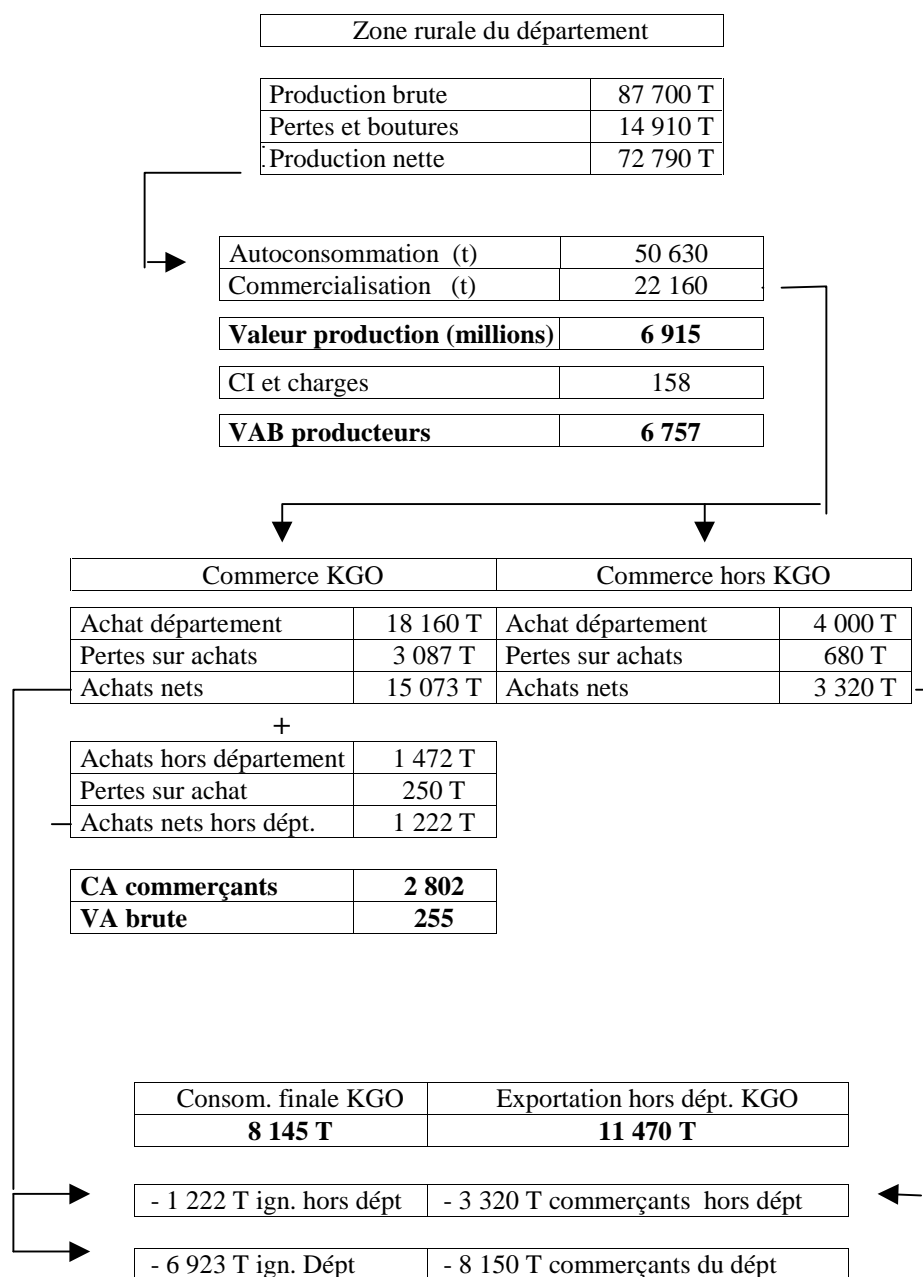 Zone rurale du département
Production brute 87 700 T
Pertes et boutures 14 910 T
Production nette 72 790 T
Autoconsommation (t) 50 630
Commercialisation (t) 22 160
Valeur production (millions) 6 915
CI et charges 158
VAB producteurs 6 757
Commerce KGO Commerce hors KGO
Achat département 18 160 T Achat département 4 000 T
Pertes sur achats 3 087 T Pertes sur achats 680 T
Achats nets 15 073 T Achats nets 3 320 T
+
Achats hors département 1 472 T
Pertes sur achat 250 T
Achats nets hors dépt. 1 222 T
CA commerçants 2 802
VA brute 255
Consom. finale KGO Exportation hors dépt. KGO
8 145 T 11 470 T
- 1 222 T ign. hors dépt - 3 320 T commerçants hors dépt
- 6 923 T ign. Dépt - 8 150 T commerçants du dépt